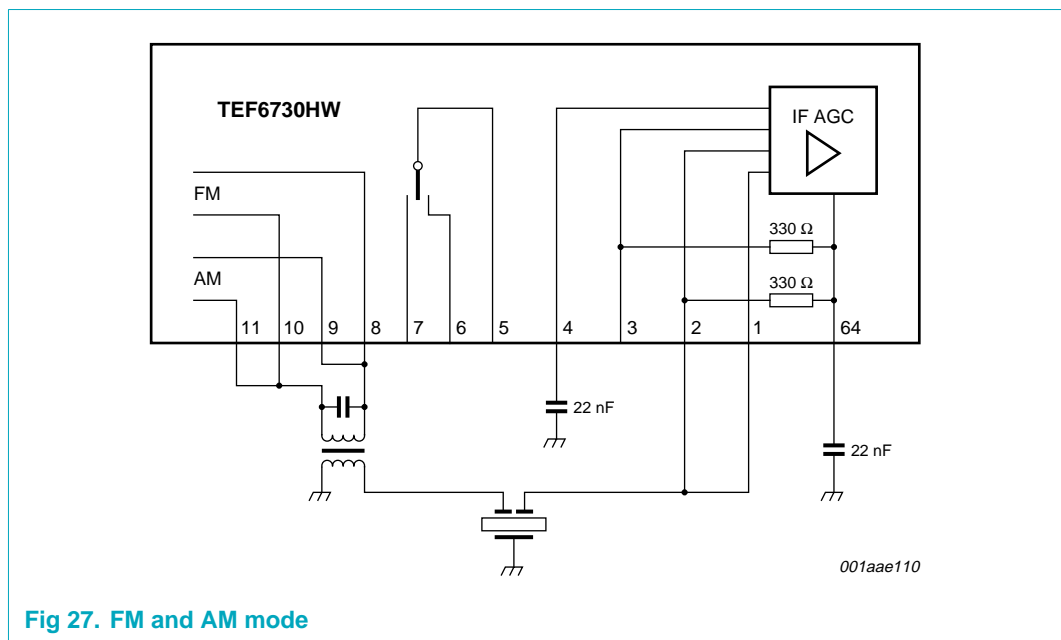 TEF6730HW
IF AGC
FM
330 Ω
AM
330 Ω
11 10 9 8 7 6 5 4 3 2 1 64
22 nF
22 nF
001aae110
Fig 27. FM and AM mode